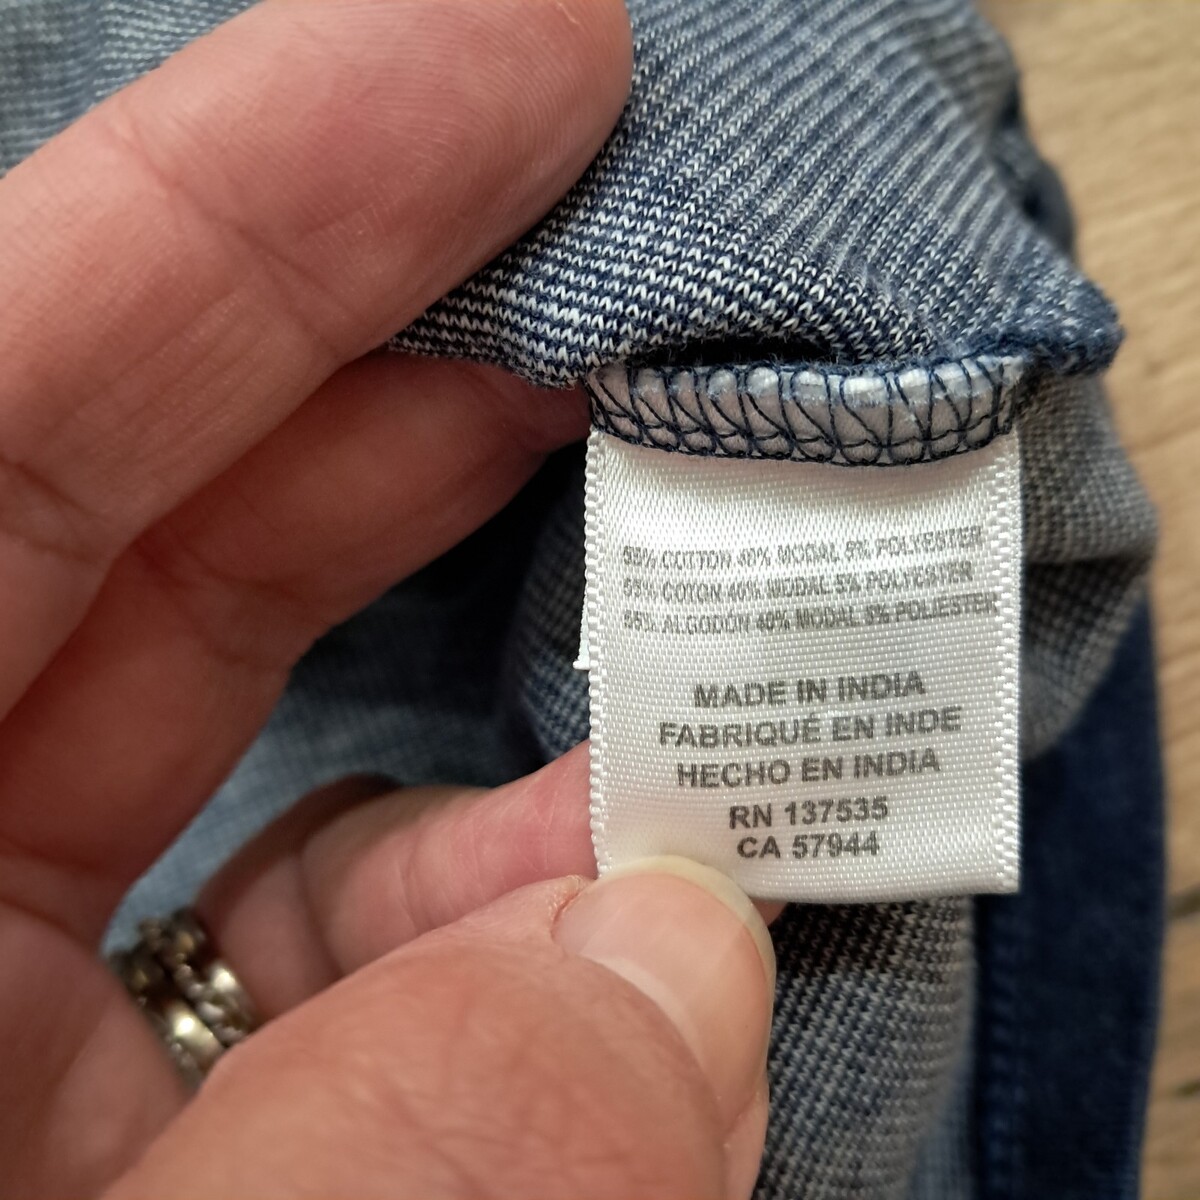 55% COTTON 40% MODAL 5% POLYESTER
55% COTON 40% MODAL 5% POLYESTER
55% ALGODÓN 40% MODAL 5% POLIESTER
MADE IN INDIA
FABRIQUÉ EN INDE
HECHO EN INDIA
RN 137535
CA 57944